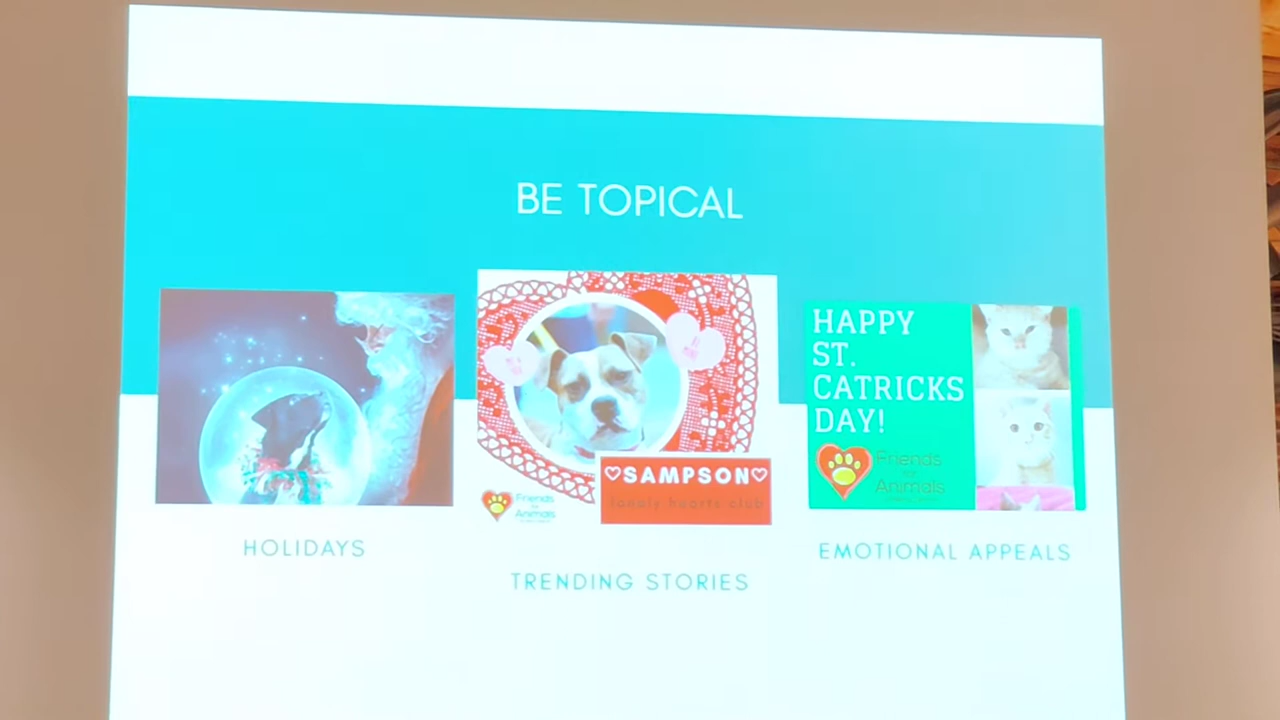 BE TOPICAL
HAPPY
ST.
CATRICKS
DAY!
Friends
Animals
SAMPSON
lonely hearts club
Friends
Animals
HOLIDAYS
TRENDING STORIES
EMOTIONAL APPEALS